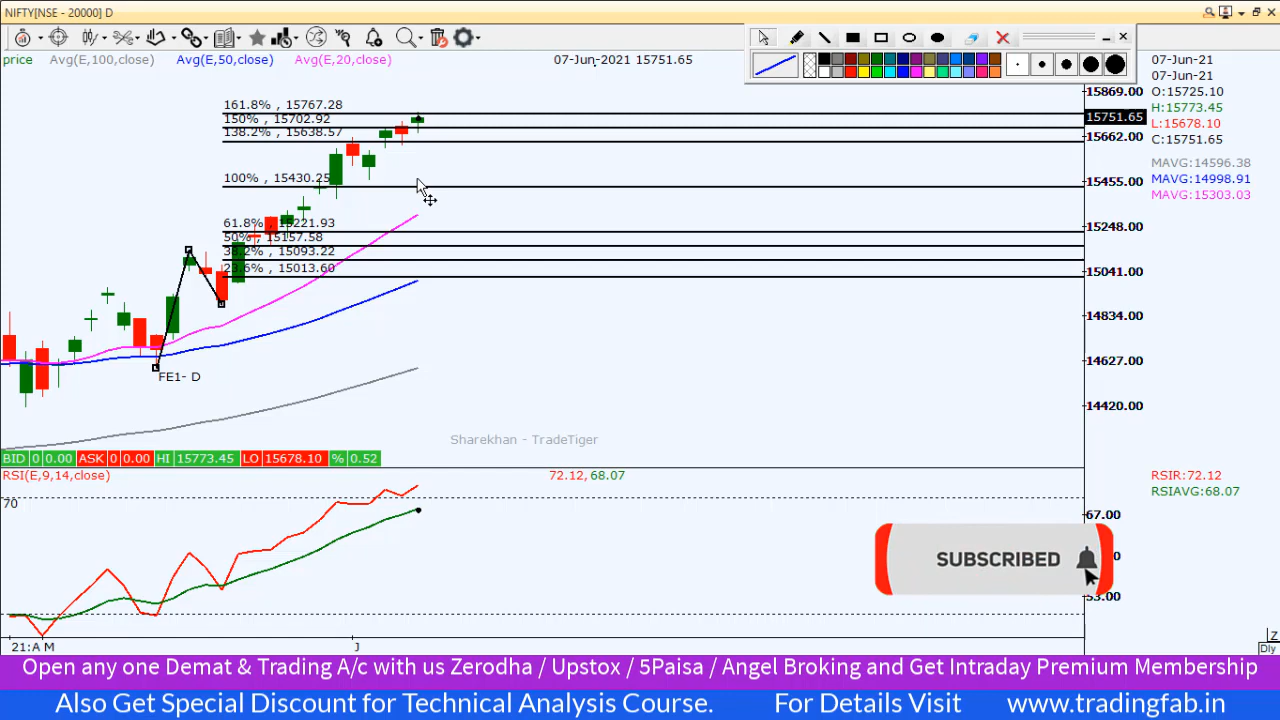 NIFTY[NSE - 20000] D
price Avg(E,100,close) Avg(E,50,close) Avg(E,20,close) 07-Jun,-2021 15751.65
07-Jun-21
07-Jun-21
O:15725.10
H:15773.45
L:15678.10
C:15751.65
MAVG:14596.38
MAVG:14998.91
MAVG:15303.03
15869.00
15751.65
15662.00
15455.00
15248.00
15041.00
14834.00
14627.00
14420.00
161.8% , 15767.28
150% , 15702.92
138.2% , 15638.57
100% , 15430.25
61.8% , 15221.93
50% , 15157.58
38.2% , 15093.22
23.6% , 15013.60
FE1- D
Sharekhan - TradeTiger
BID 0 0.00 ASK 0 0.00 HI 15773.45 LO 15678.10 % 0.52
RSI(E,9,14,close) 72.12, 68.07
RSIR:72.12
RSIAVG:68.07
70
67.00
53.00
SUBSCRIBED
21:A M J
Z
Dly
Open any one Demat & Trading A/c with us Zerodha / Upstox / 5Paisa / Angel Broking and Get Intraday Premium Membership
Also Get Special Discount for Technical Analysis Course. For Details Visit www.tradingfab.in